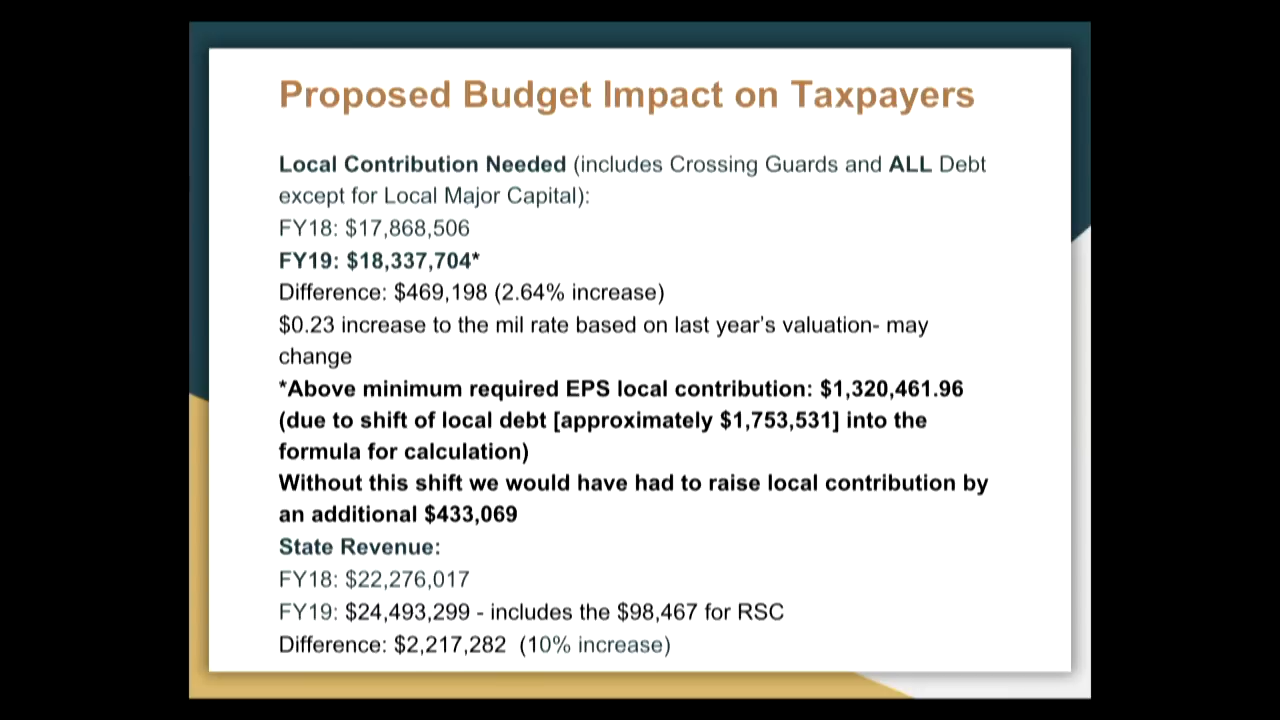 Proposed Budget Impact on Taxpayers
Local Contribution Needed (includes Crossing Guards and ALL Debt
except for Local Major Capital):
FY18: $17,868,506
FY19: $18,337,704*
Difference: $469,198 (2.64% increase)
$0.23 increase to the mil rate based on last year's valuation- may
change
*Above minimum required EPS local contribution: $1,320,461.96
(due to shift of local debt [approximately $1,753,531] into the
formula for calculation)
Without this shift we would have had to raise local contribution by
an additional $433,069
State Revenue:
FY18: $22,276,017
FY19: $24,493,299 - includes the $98,467 for RSC
Difference: $2,217,282  (10% increase)